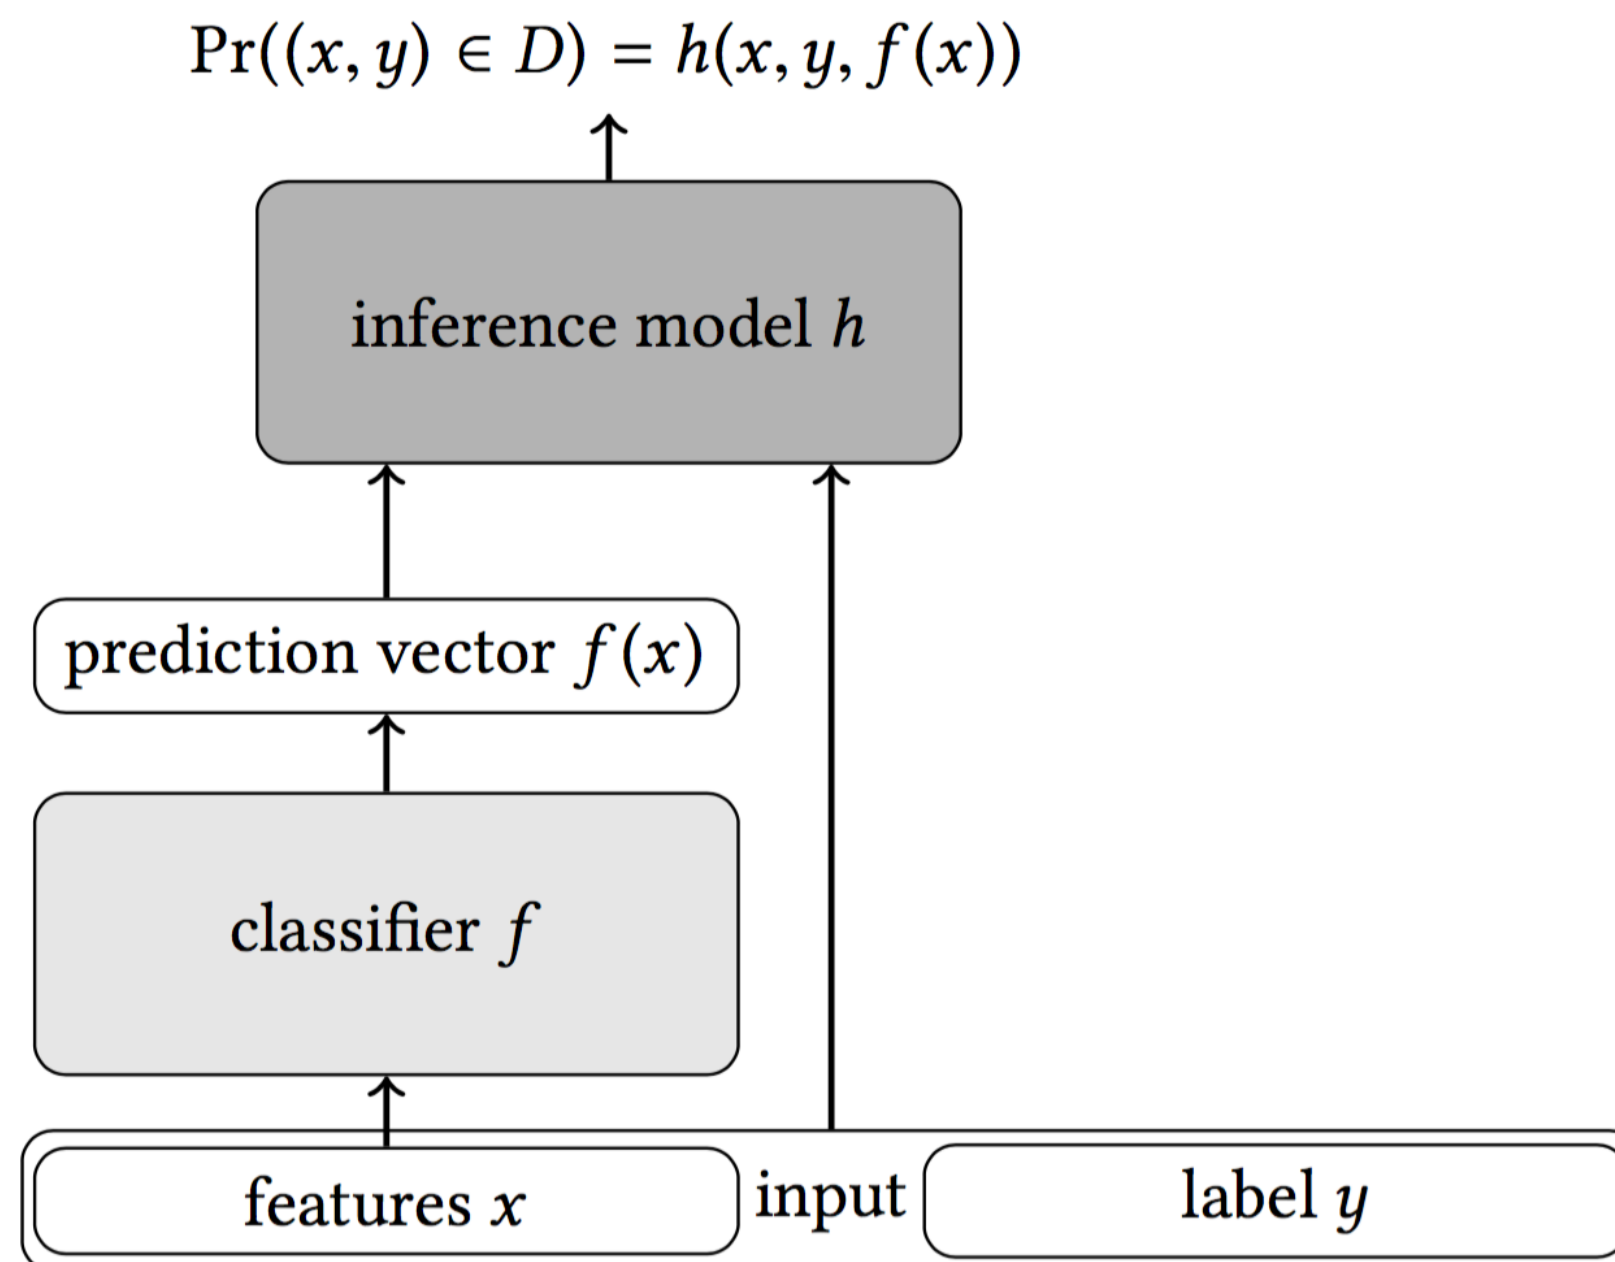 Pr((x, y) ∈ D) = h(x, y, f(x))
inference model h
prediction vector f(x)
classifier f
features x input label y